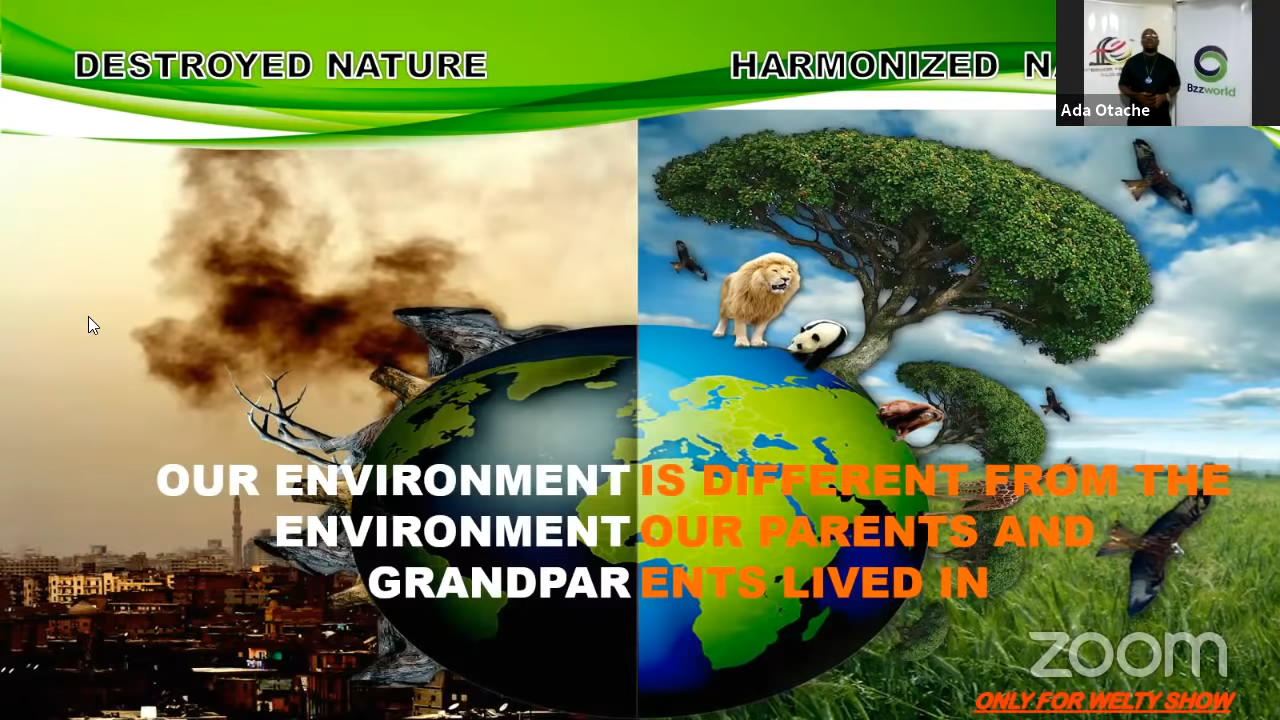 DESTROYED NATURE
HARMONIZED NA
Bzzworld
Ada Otache
OUR ENVIRONMENT IS DIFFERENT FROM THE
ENVIRONMENT OUR PARENTS AND
GRANDPARENTS LIVED IN
zoom
ONLY FOR WELTY SHOW